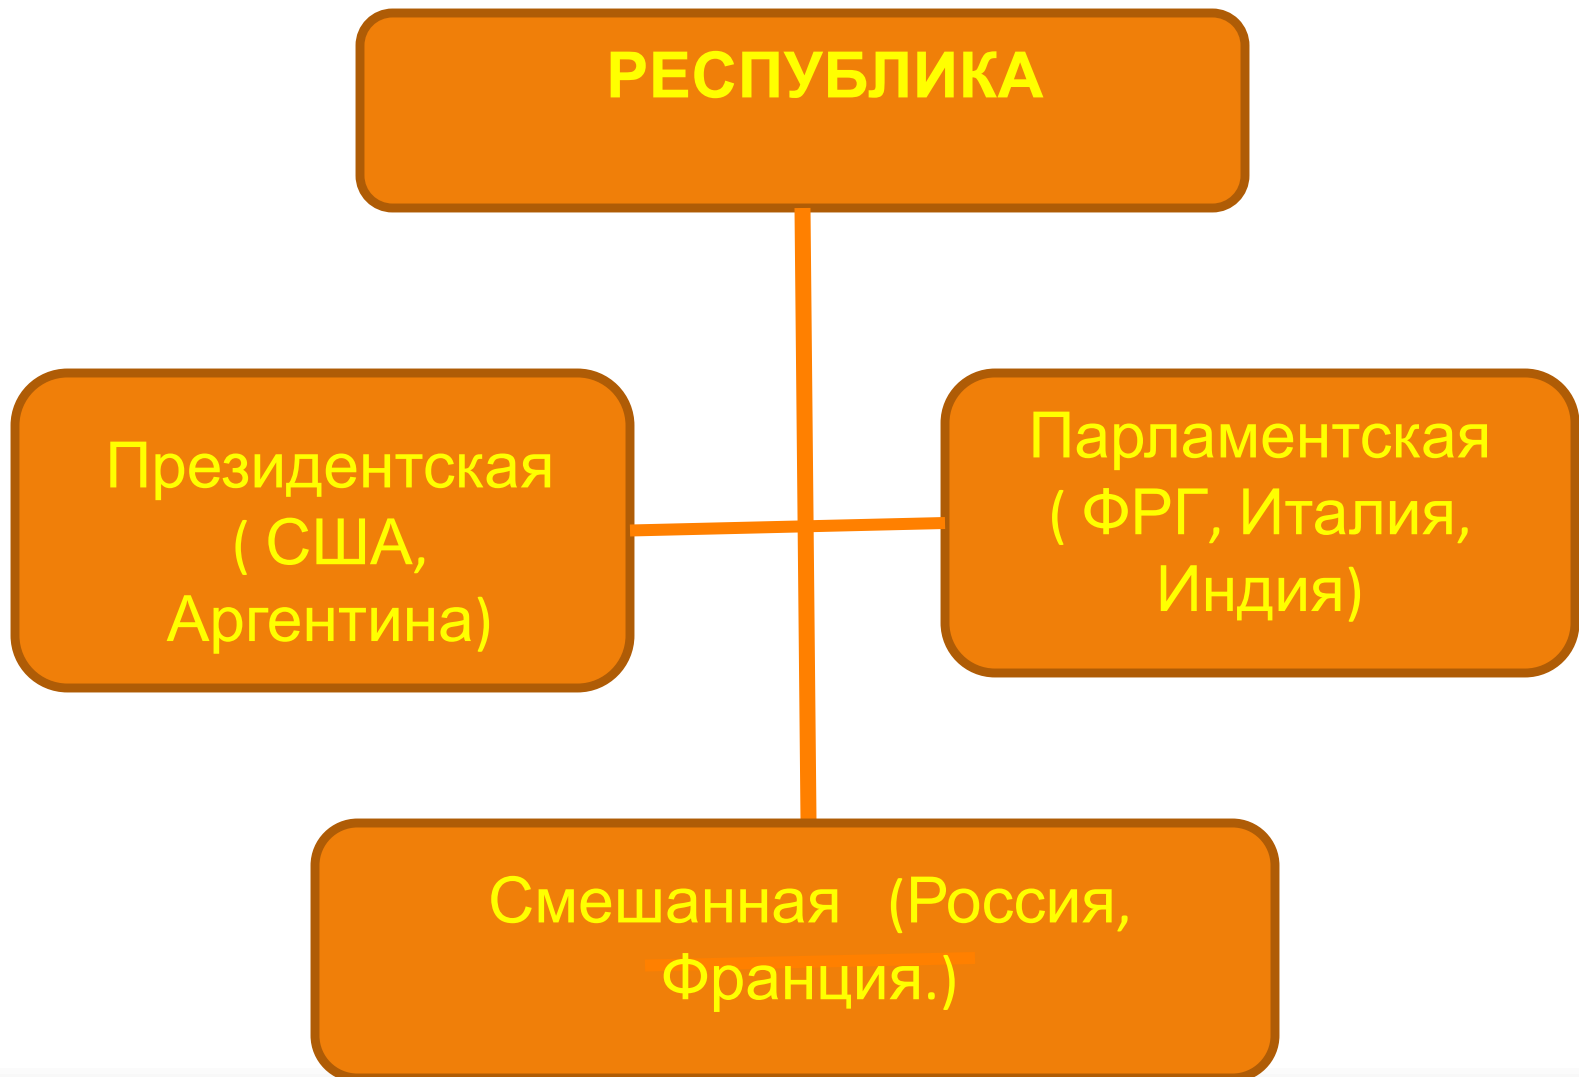 РЕСПУБЛИКА
Президентская
( США,
Аргентина)
Парламентская
( ФРГ, Италия,
Индия)
Смешанная (Россия,
Франция.)